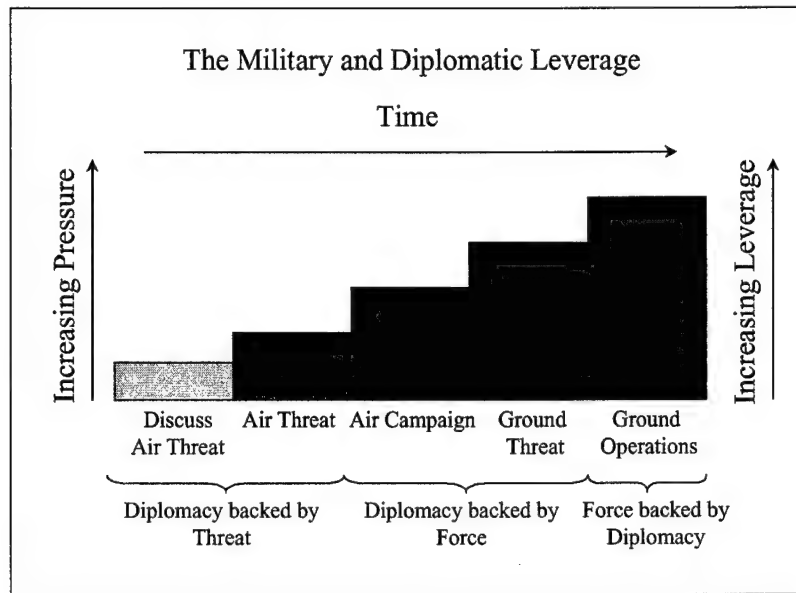 The Military and Diplomatic Leverage
Time
Increasing Pressure
Increasing Leverage
Discuss
Air Threat
Air Threat
Air Campaign
Ground
Threat
Ground
Operations
Diplomacy backed by
Threat
Diplomacy backed by
Force
Force backed by
Diplomacy